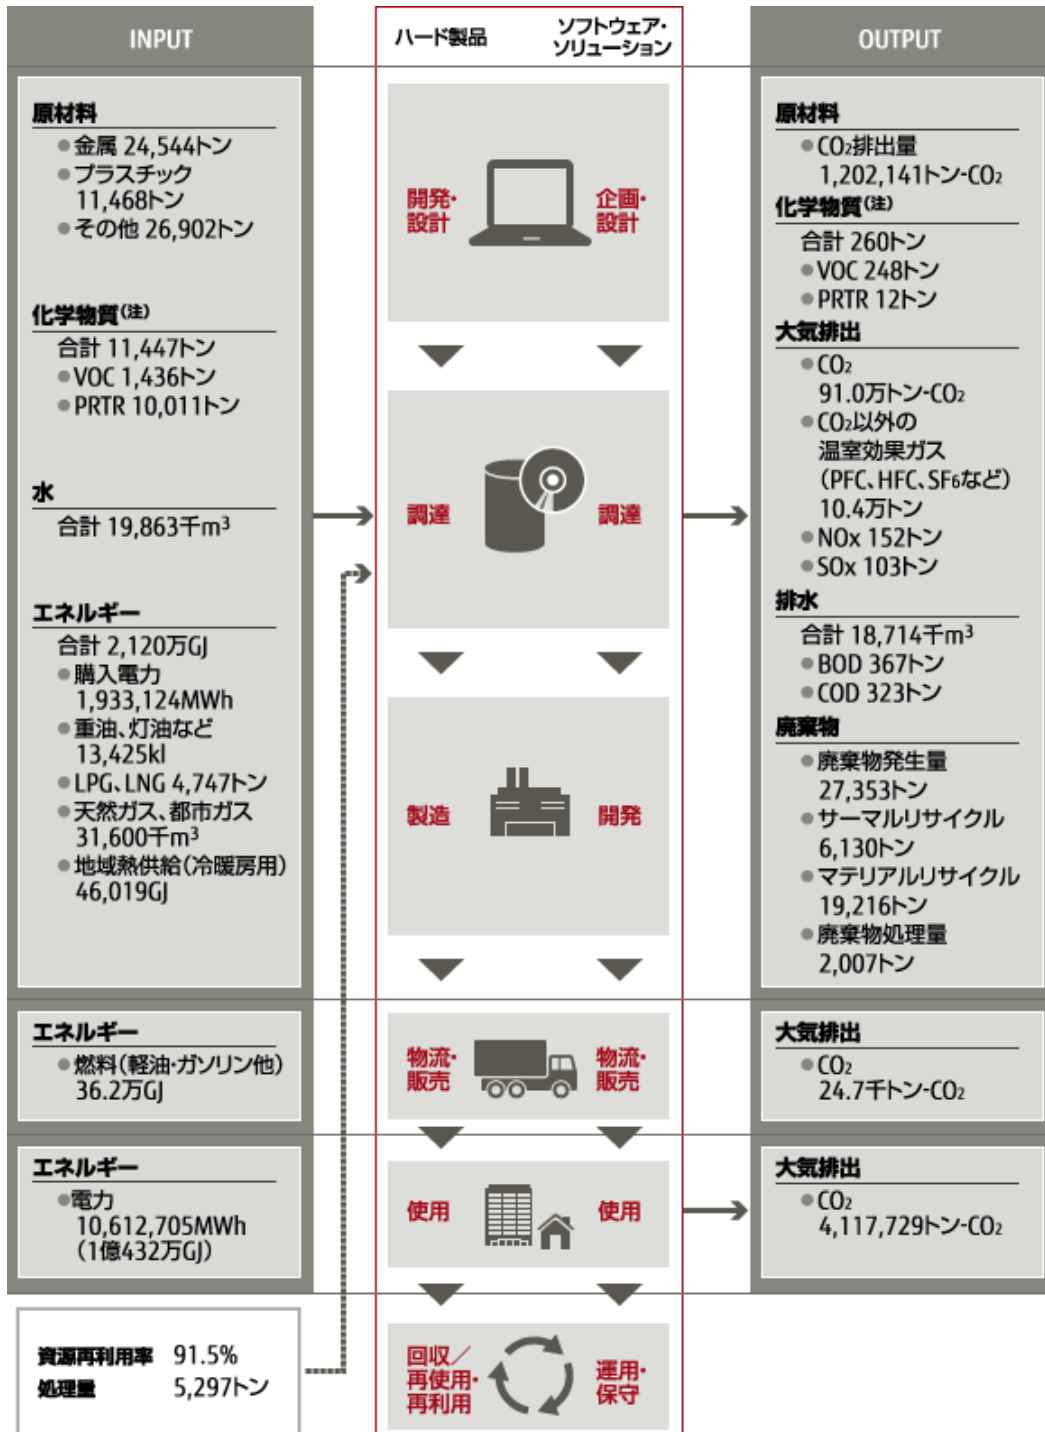 INPUT
原材料
●金属 24,544トン
●プラスチック
11,468トン
●その他 26,902トン
化学物質(注)
合計 11,447トン
●VOC 1,436トン
●PRTR 10,011トン
水
合計 19,863千m³
エネルギー
合計 2,120万GJ
●購入電力
1,933,124MWh
●重油、灯油など
13,425kl
●LPG、LNG 4,747トン
●天然ガス、都市ガス
31,600千m³
●地域熱供給(冷暖房用)
46,019GJ
エネルギー
●燃料(軽油・ガソリン他)
36.2万GJ
エネルギー
●電力
10,612,705MWh
(1億432万GJ)
資源再利用率 91.5%
処理量 5,297トン
ハード製品
ソフトウェア・
ソリューション
開発・
設計
企画・
設計
調達
調達
製造
開発
物流・
販売
物流・
販売
使用
使用
回収／
再使用・
再利用
運用・
保守
OUTPUT
原材料
●CO₂排出量
1,202,141トン-CO₂
化学物質(注)
合計 260トン
●VOC 248トン
●PRTR 12トン
大気排出
●CO₂
91.0万トン-CO₂
●CO₂以外の
温室効果ガス
(PFC、HFC、SF₆など)
10.4万トン
●NOx 152トン
●SOx 103トン
排水
合計 18,714千m³
●BOD 367トン
●COD 323トン
廃棄物
●廃棄物発生量
27,353トン
●サーマルリサイクル
6,130トン
●マテリアルリサイクル
19,216トン
●廃棄物処理量
2,007トン
大気排出
●CO₂
24.7千トン-CO₂
大気排出
●CO₂
4,117,729トン-CO₂